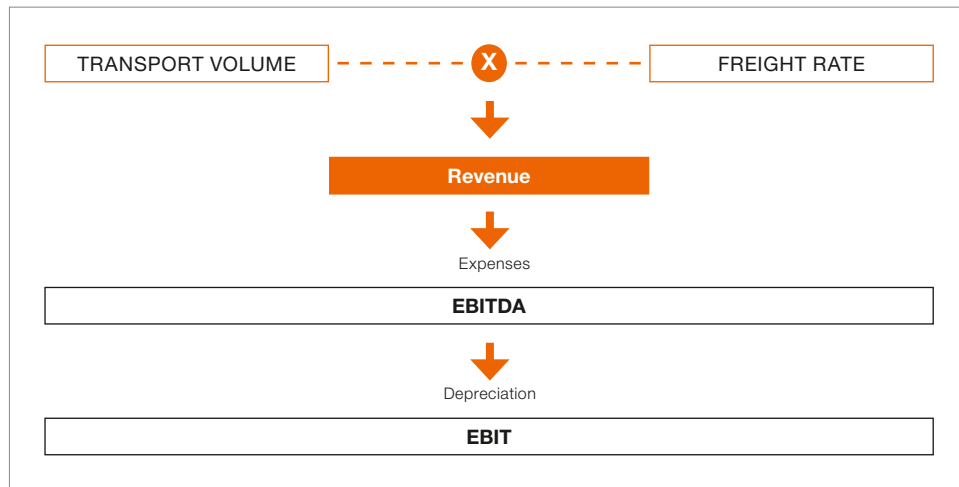 TRANSPORT VOLUME X FREIGHT RATE
Revenue
Expenses
EBITDA
Depreciation
EBIT